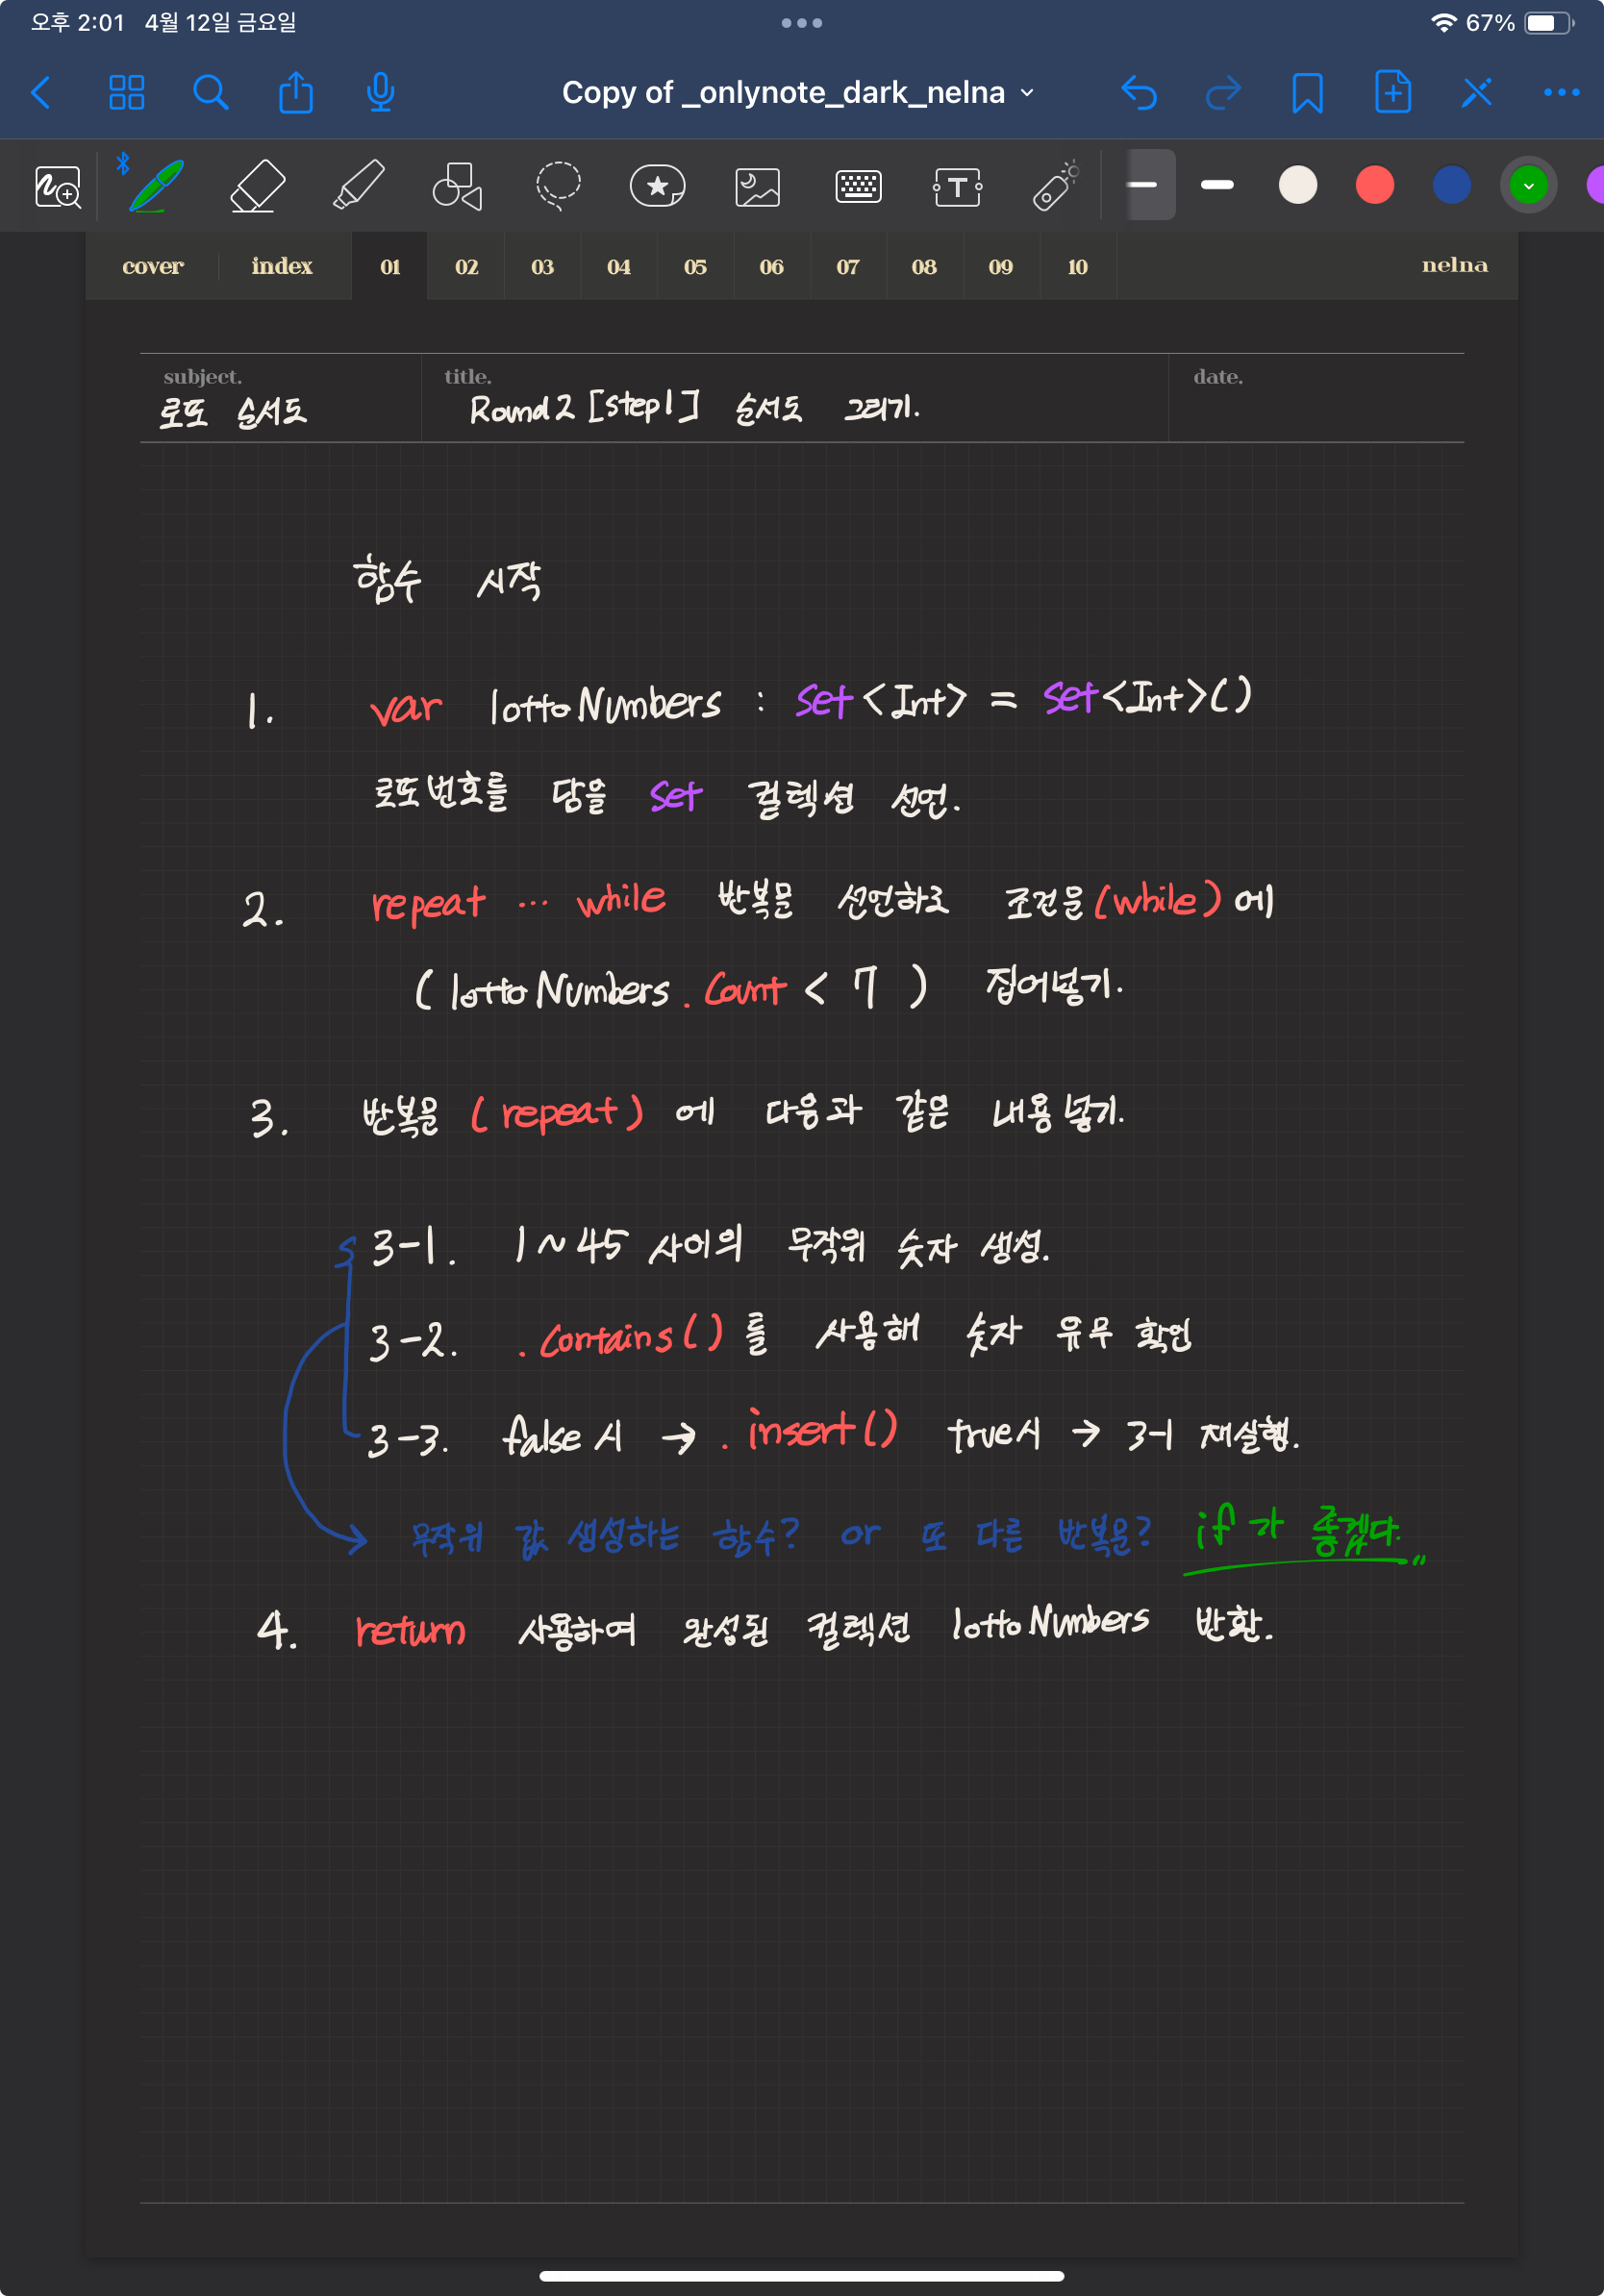 오후 2:01 4월 12일 금요일 67%
Copy of _onlynote_dark_nelna
cover index 01 02 03 04 05 06 07 08 09 10 nelna
subject. title. date.
로또 순서도 Round 2 [step1] 순서도 그리기.
함수 시작
1. var lottoNumbers : Set<Int> = Set<Int>()
로또 번호를 담을 Set 컬렉션 선언.
2. repeat ... while 반복문 선언하고 조건문(while)에
(lottoNumbers.Count < 7) 집어넣기.
3. 반복문 (repeat) 에 다음과 같은 내용 넣기.
3-1. 1~45 사이의 무작위 숫자 생성.
3-2. .Contains()를 사용해 숫자 유무 확인
3-3. false 시 → .insert() true 시 → 3-1 재실행.
무작위 값 생성하는 함수? or 또 다른 반복문? if 가 좋겠다.
4. return 사용하여 완성된 컬렉션 lottoNumbers 반환.